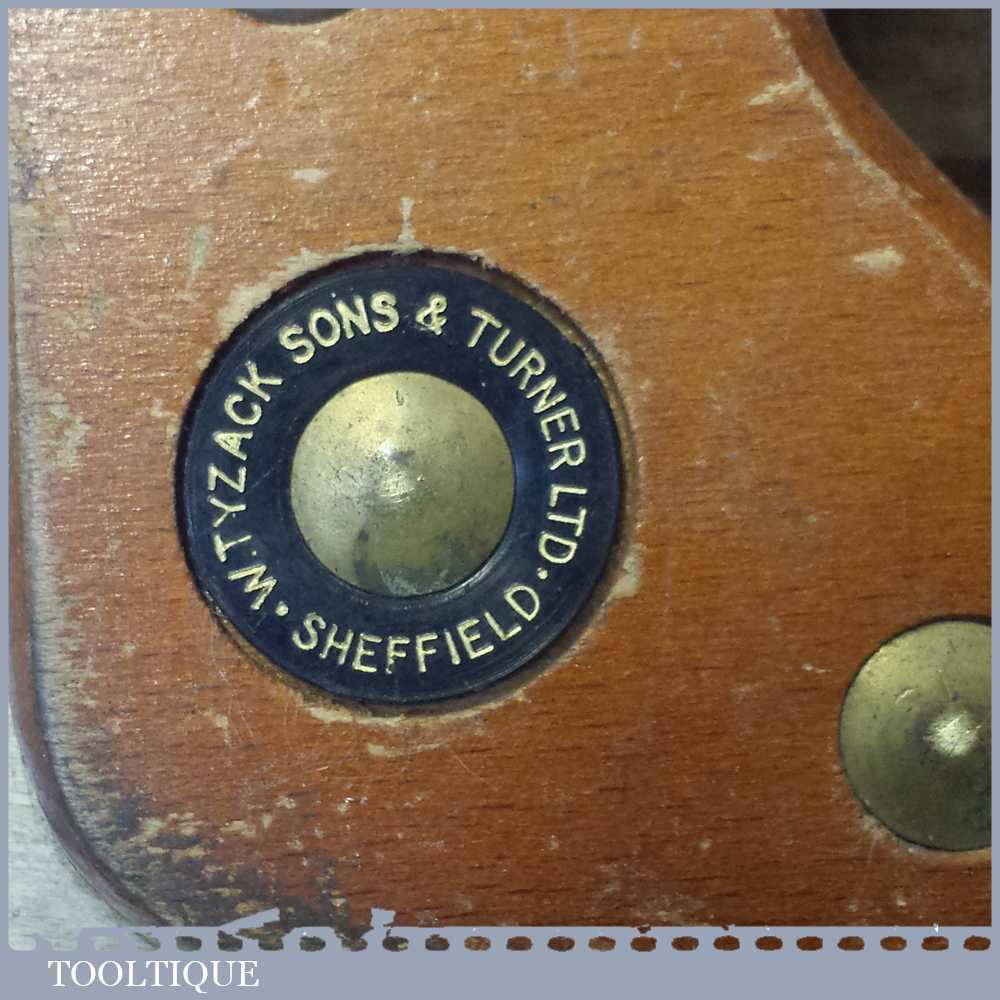 W. TYZACK SONS & TURNER LTD.
• SHEFFIELD •
TOOLTIQUE